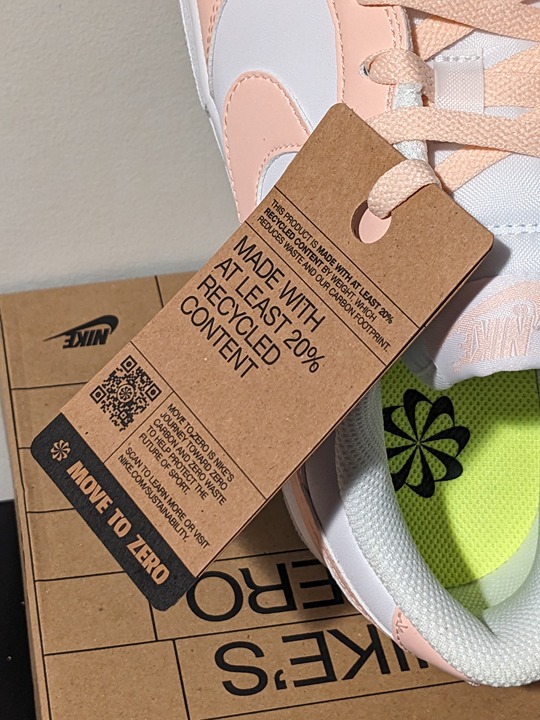 THIS PRODUCT IS MADE WITH AT LEAST 20%
RECYCLED CONTENT BY WEIGHT, WHICH
REDUCES WASTE AND OUR CARBON FOOTPRINT.
MADE WITH
AT LEAST 20%
RECYCLED
CONTENT
MOVE TO ZERO IS NIKE'S
JOURNEY TOWARD ZERO
CARBON AND ZERO WASTE
TO HELP PROTECT THE
FUTURE OF SPORT.
SCAN TO LEARN MORE OR VISIT
NIKE.COM/SUSTAINABILITY.
MOVE TO ZERO
NIKE
NIKE
ZERO
NIKE'S